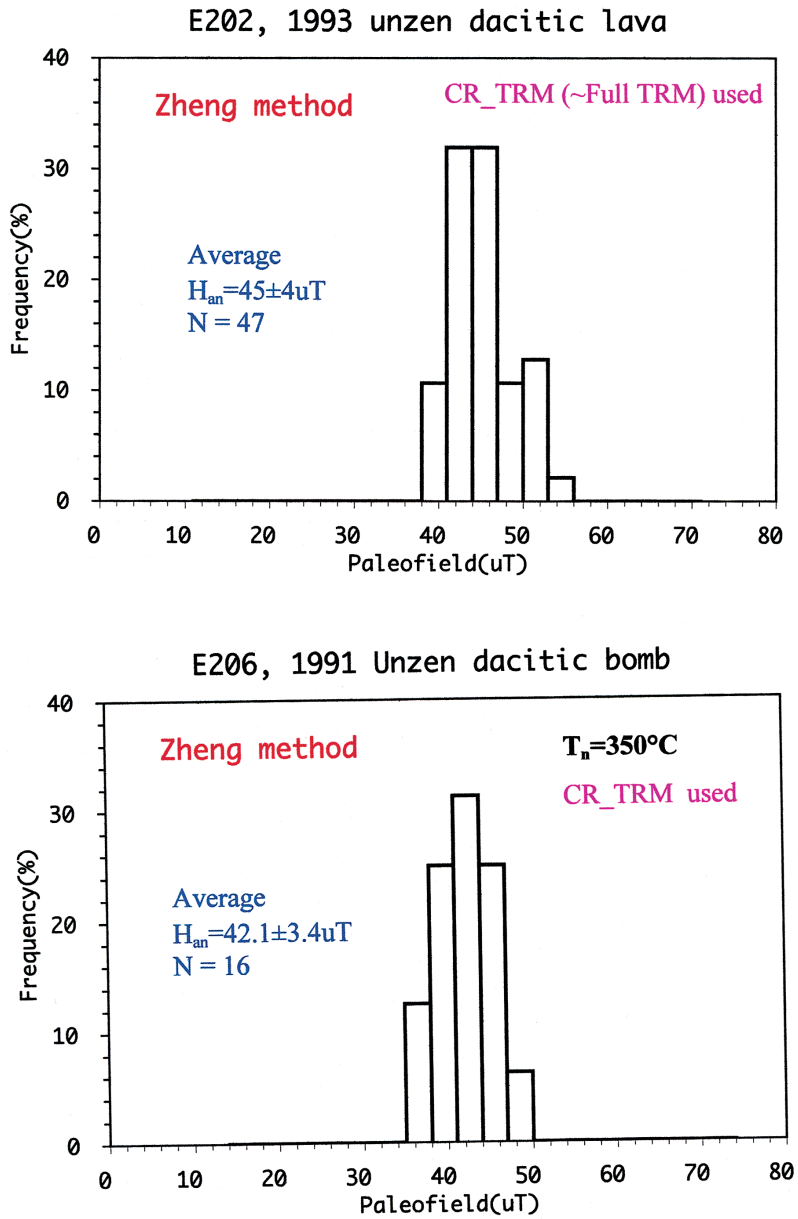 E202, 1993 unzen dacitic lava
40
30
20
10
0
Frequency(%)
Zheng method
CR_TRM (~Full TRM) used
Average
Han=45±4uT
N = 47
0 10 20 30 40 50 60 70 80
Paleofield(uT)
E206, 1991 Unzen dacitic bomb
40
30
20
10
0
Frequency(%)
Zheng method
Tn=350°C
CR_TRM used
Average
Han=42.1±3.4uT
N = 16
0 10 20 30 40 50 60 70 80
Paleofield(uT)